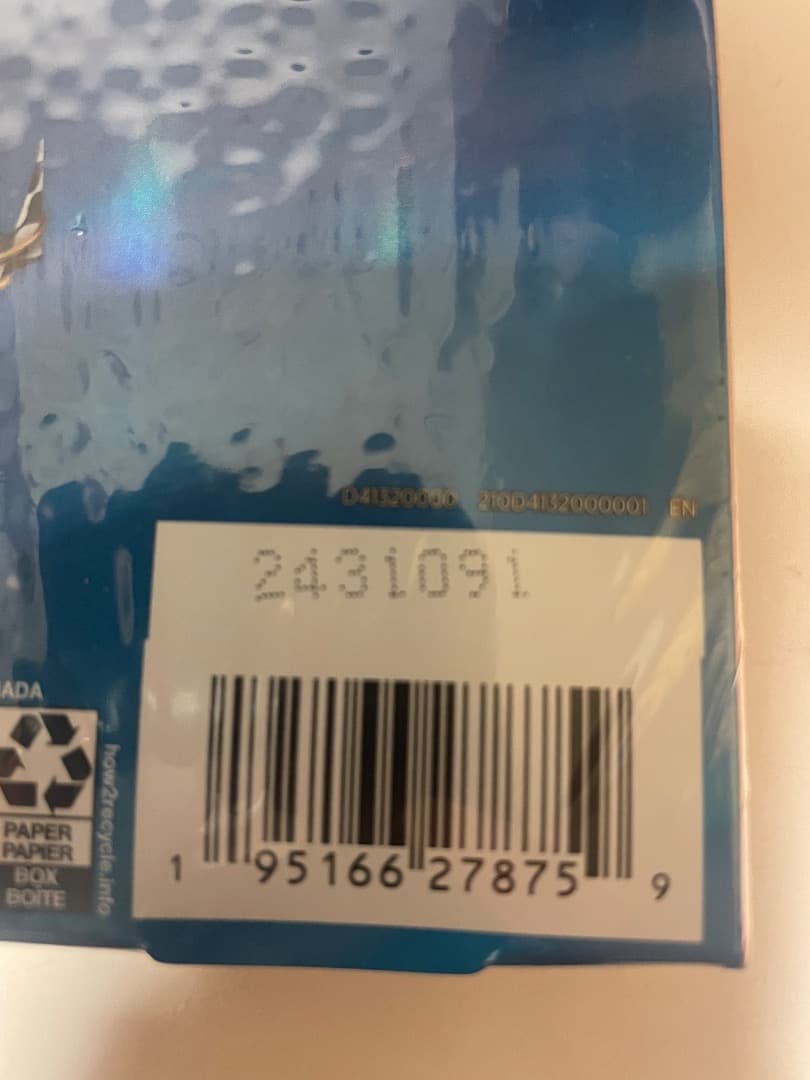 D41320000 210D4132000001 EN
2431091
ADA
how2recycle.info
PAPER
PAPIER
BOX
BOÎTE
1 95166 27875 9